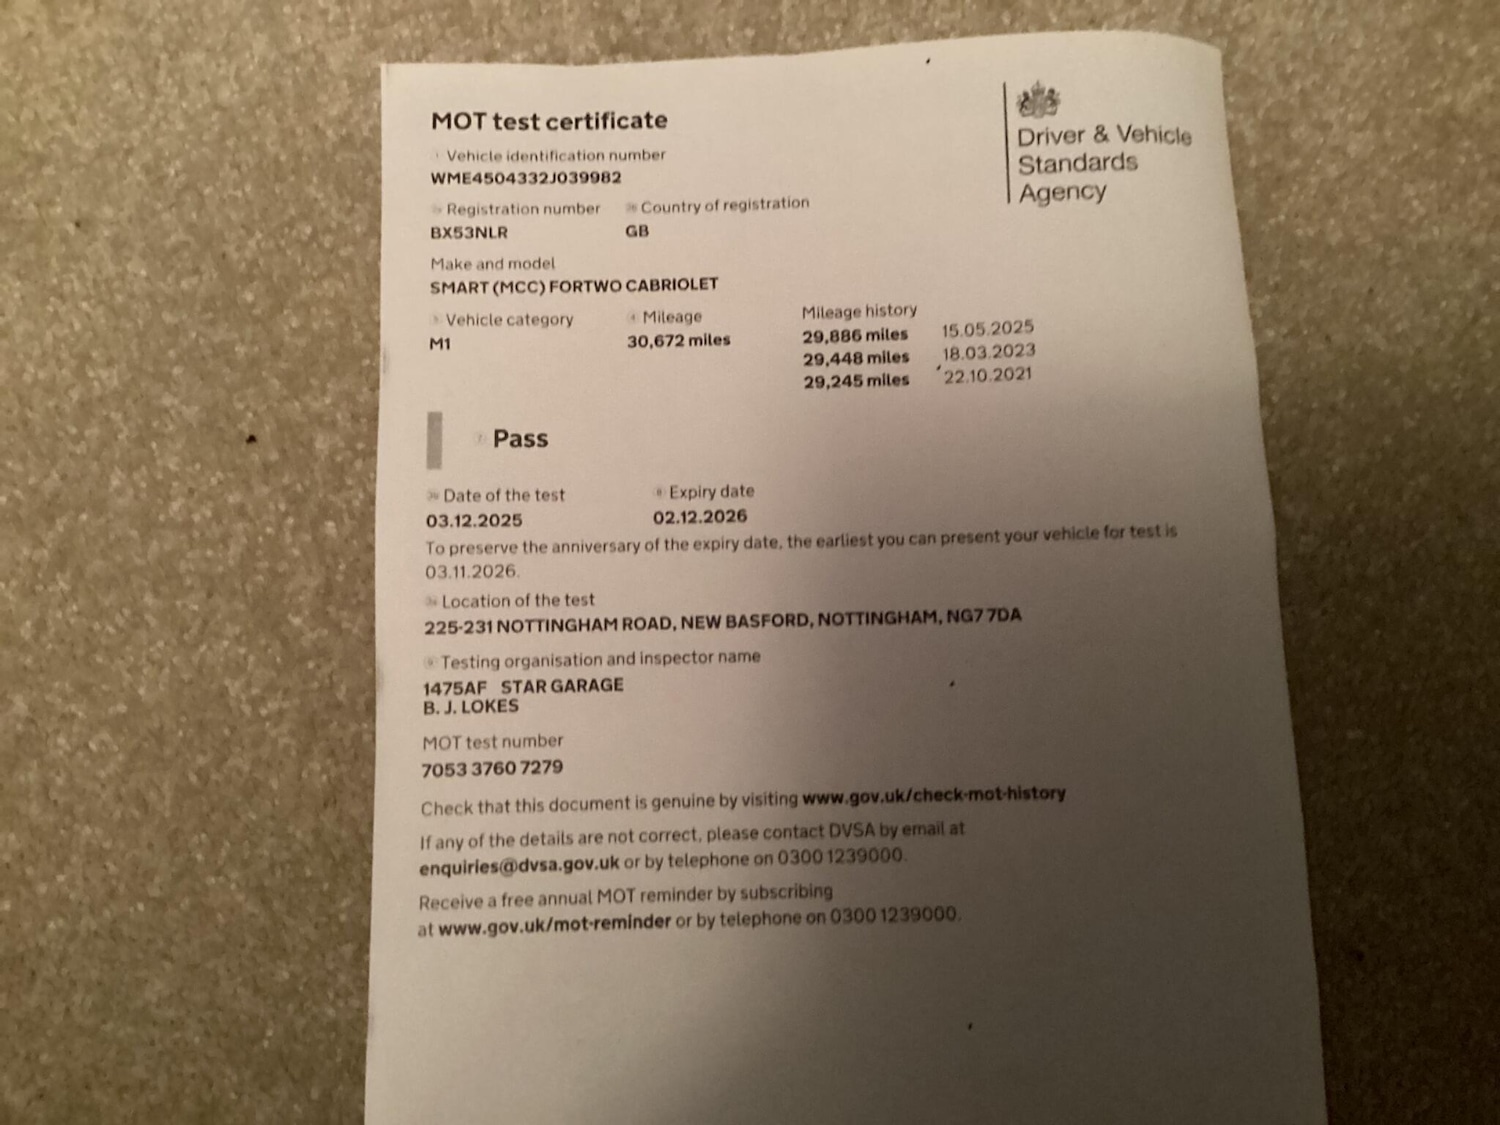 MOT test certificate
Driver & Vehicle
Standards
Agency
Vehicle identification number
WME4504332J039982
Registration number Country of registration
BX53NLR GB
Make and model
SMART (MCC) FORTWO CABRIOLET
Vehicle category Mileage Mileage history
M1 30,672 miles 29,886 miles 15.05.2025
29,448 miles 18.03.2023
29,245 miles 22.10.2021
Pass
Date of the test Expiry date
03.12.2025 02.12.2026
To preserve the anniversary of the expiry date, the earliest you can present your vehicle for test is
03.11.2026.
Location of the test
225-231 NOTTINGHAM ROAD, NEW BASFORD, NOTTINGHAM, NG7 7DA
Testing organisation and inspector name
1475AF STAR GARAGE
B. J. LOKES
MOT test number
7053 3760 7279
Check that this document is genuine by visiting www.gov.uk/check-mot-history
If any of the details are not correct, please contact DVSA by email at
enquiries@dvsa.gov.uk or by telephone on 0300 1239000.
Receive a free annual MOT reminder by subscribing
at www.gov.uk/mot-reminder or by telephone on 0300 1239000.